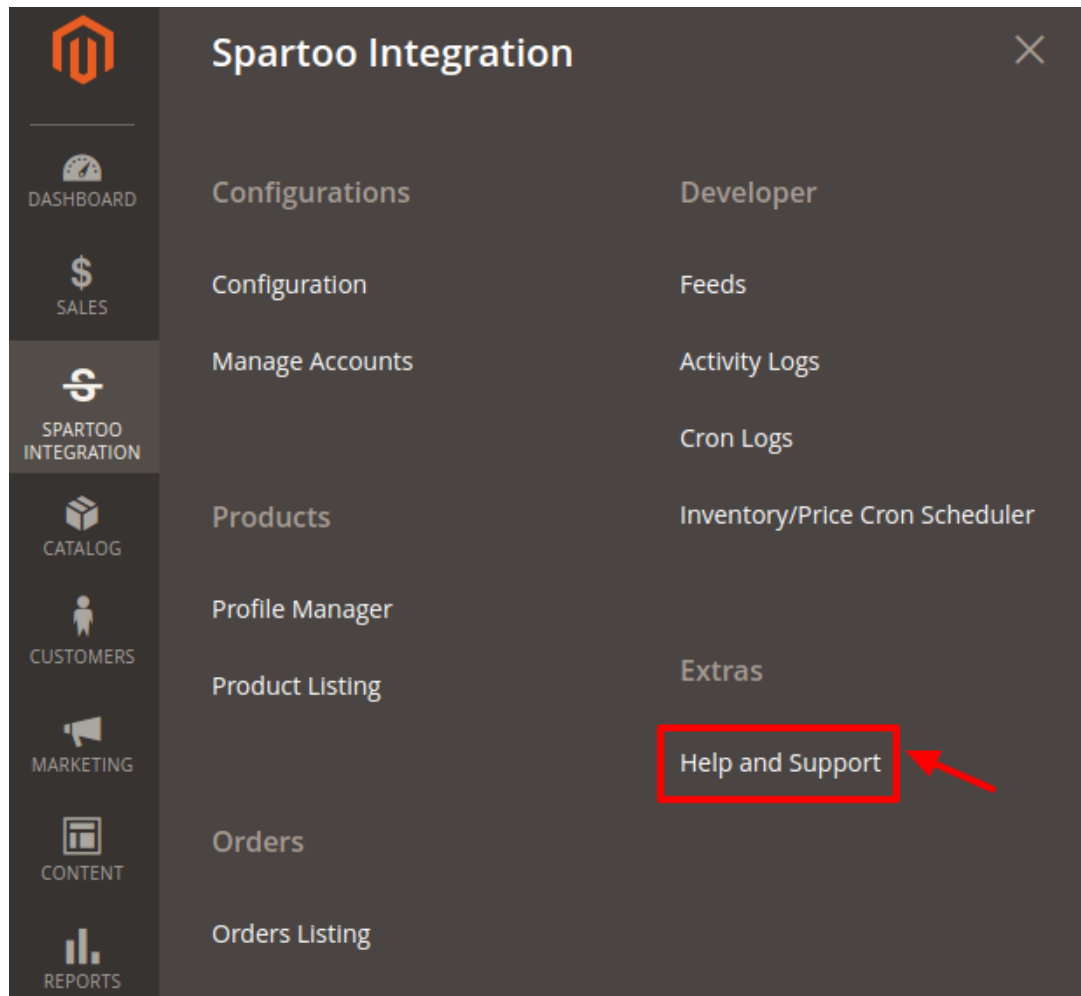 Spartoo Integration
DASHBOARD
SALES
SPARTOO
INTEGRATION
CATALOG
CUSTOMERS
MARKETING
CONTENT
REPORTS
Configurations
Configuration
Manage Accounts
Products
Profile Manager
Product Listing
Orders
Orders Listing
Developer
Feeds
Activity Logs
Cron Logs
Inventory/Price Cron Scheduler
Extras
Help and Support